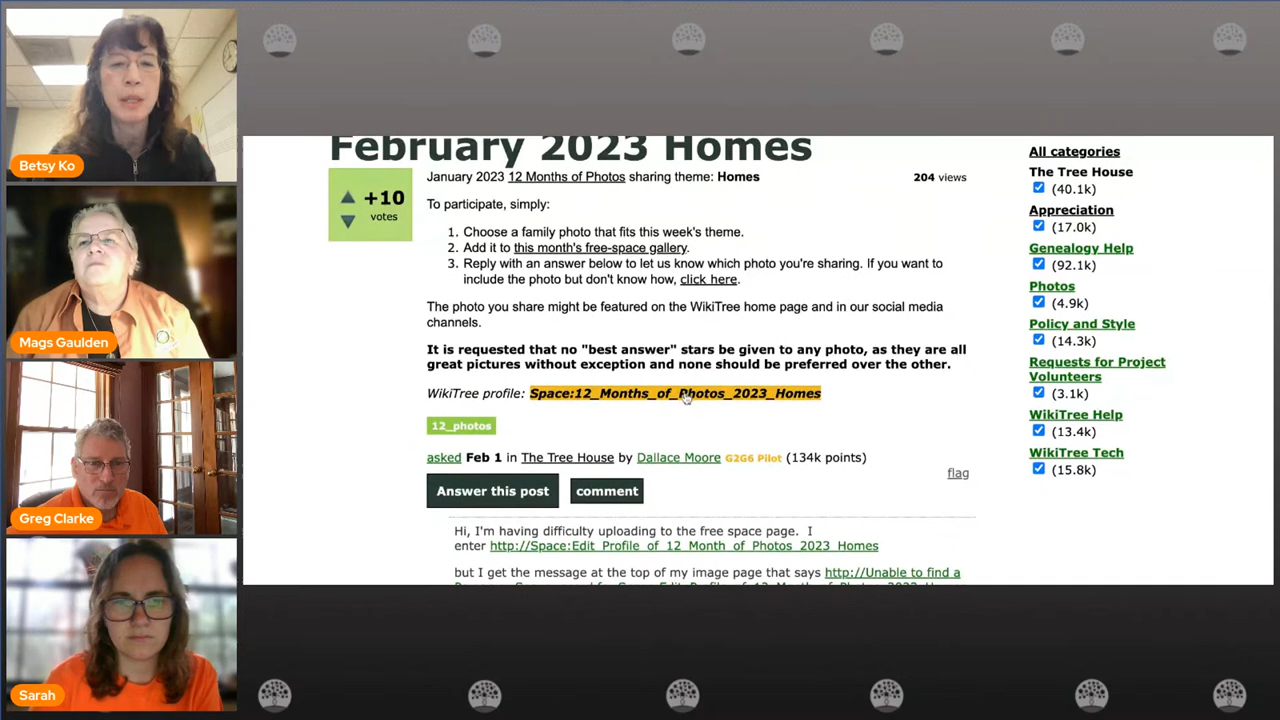 Betsy Ko
Mags Gaulden
Greg Clarke
Sarah
February 2023 Homes
+10
votes
January 2023 12 Months of Photos sharing theme: Homes
204 views
To participate, simply:
1. Choose a family photo that fits this week's theme.
2. Add it to this month's free-space gallery.
3. Reply with an answer below to let us know which photo you're sharing. If you want
to include the photo but don't know how, click here.
The photo you share might be featured on the WikiTree home page and in our social media
channels.
It is requested that no "best answer" stars be given to any photo, as they are all
great pictures without exception and none should be preferred over the other.
WikiTree profile: Space:12_Months_of_Photos_2023_Homes
12_photos
asked Feb 1 in The Tree House by Dallace Moore G2G6 Pilot (134k points)
flag
Answer this post
comment
Hi, I'm having difficulty uploading to the free space page. I
enter http://Space:Edit_Profile_of_12_Month_of_Photos_2023_Homes
but I get the message at the top of my image page that says http://Unable to find a
All categories
The Tree House
(40.1k)
Appreciation
(17.0k)
Genealogy Help
(92.1k)
Photos
(4.9k)
Policy and Style
(14.3k)
Requests for Project
Volunteers
(3.1k)
WikiTree Help
(13.4k)
WikiTree Tech
(15.8k)